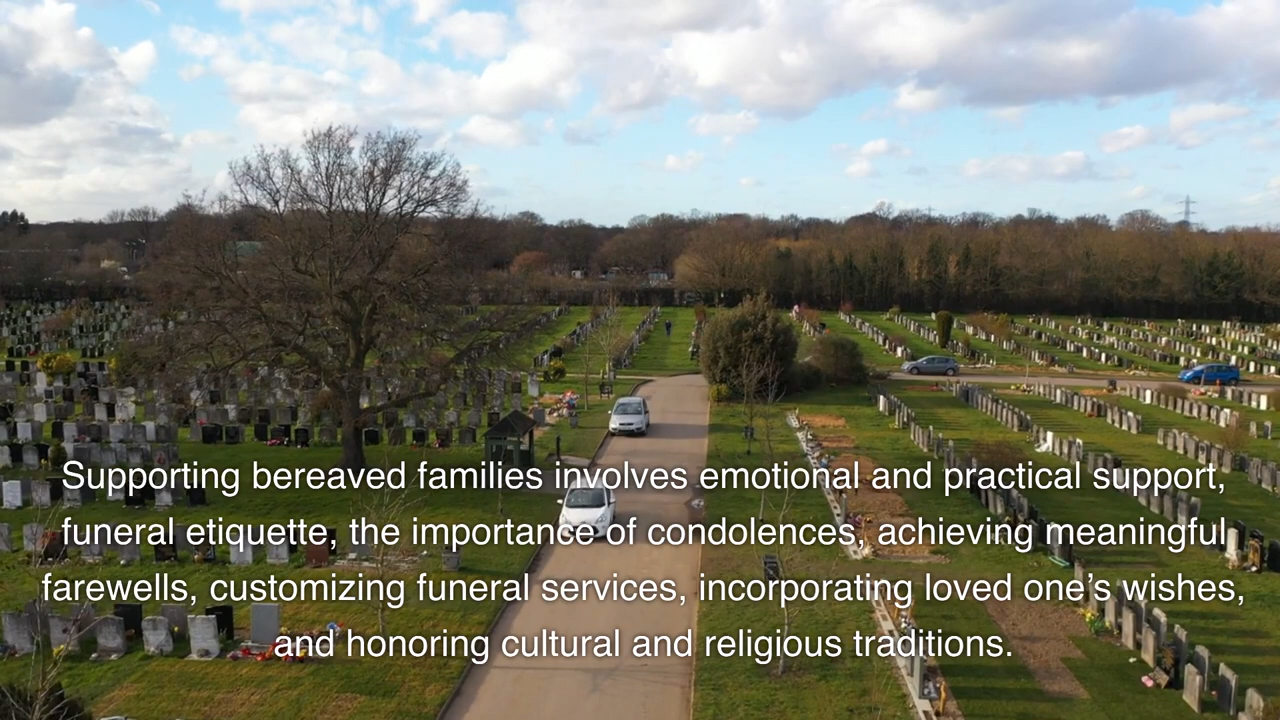 Supporting bereaved families involves emotional and practical support,
funeral etiquette, the importance of condolences, achieving meaningful
farewells, customizing funeral services, incorporating loved one’s wishes,
and honoring cultural and religious traditions.